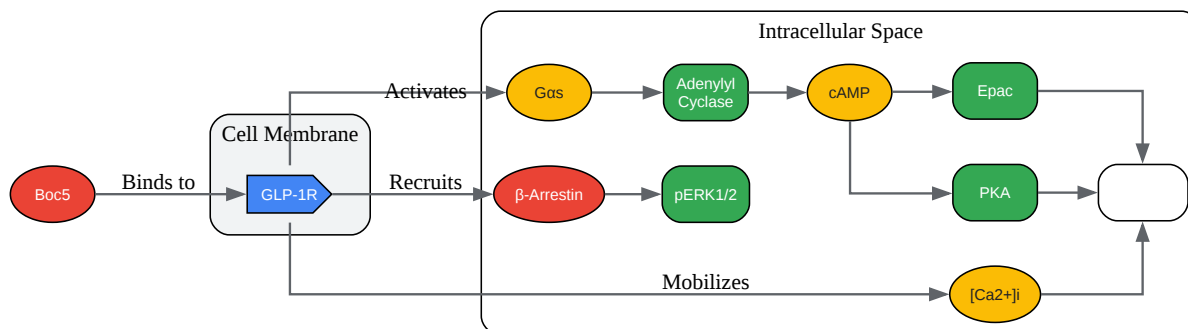 Intracellular Space
Activates
Gαs
Adenylyl
Cyclase
cAMP
Epac
Cell Membrane
Boc5
Binds to
GLP-1R
Recruits
β-Arrestin
pERK1/2
PKA
Mobilizes
[Ca2+]i